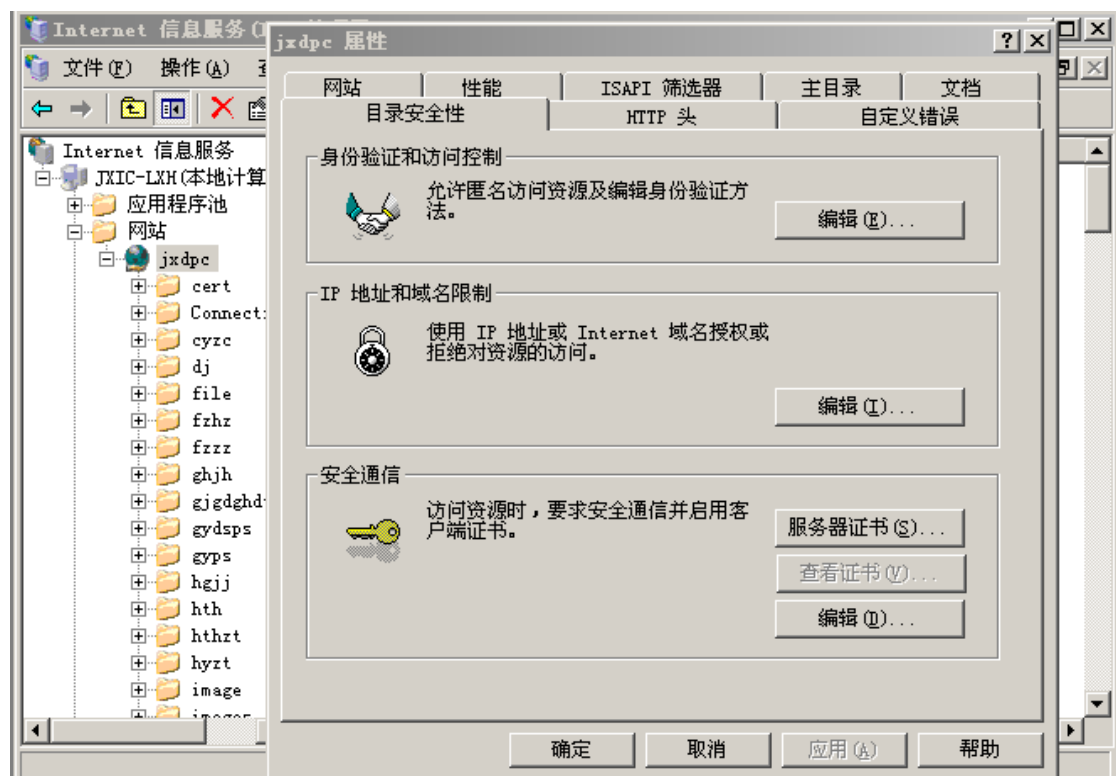 Internet 信息服务(I
jxdpc 属性
文件(F) 操作(A)
网站 性能 ISAPI 筛选器 主目录 文档
目录安全性 HTTP 头 自定义错误
Internet 信息服务
JXIC-LXH(本地计算
应用程序池
网站
jxdpc
cert
Connect
cyzc
dj
file
fzhz
fzzz
ghjh
gjgdghd
gydsps
gyps
hgjj
hth
hthzt
hyzt
image
images
身份验证和访问控制
允许匿名访问资源及编辑身份验证方
法。
编辑(E)...
IP 地址和域名限制
使用 IP 地址或 Internet 域名授权或
拒绝对资源的访问。
编辑(I)...
安全通信
访问资源时，要求安全通信并启用客
户端证书。
服务器证书(S)...
查看证书(V)...
编辑(D)...
确定 取消 应用(A) 帮助